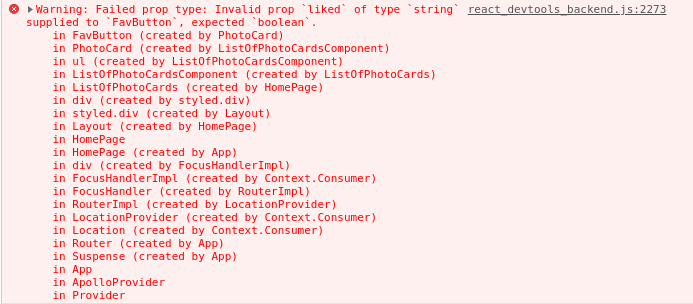 Warning: Failed prop type: Invalid prop `liked` of type `string` react_devtools_backend.js:2273
supplied to `FavButton`, expected `boolean`.
in FavButton (created by PhotoCard)
in PhotoCard (created by ListOfPhotoCardsComponent)
in ul (created by ListOfPhotoCardsComponent)
in ListOfPhotoCardsComponent (created by ListOfPhotoCards)
in ListOfPhotoCards (created by HomePage)
in div (created by styled.div)
in styled.div (created by Layout)
in Layout (created by HomePage)
in HomePage
in HomePage (created by App)
in div (created by FocusHandlerImpl)
in FocusHandlerImpl (created by Context.Consumer)
in FocusHandler (created by RouterImpl)
in RouterImpl (created by LocationProvider)
in LocationProvider (created by Context.Consumer)
in Location (created by Context.Consumer)
in Router (created by App)
in Suspense (created by App)
in App
in ApolloProvider
in Provider